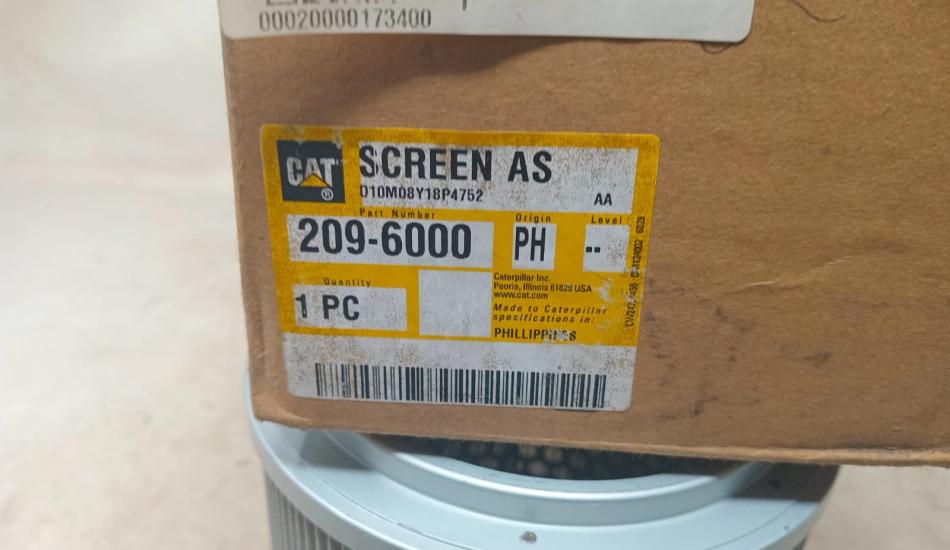 00020000173400
CAT
®
SCREEN AS
D10M08Y18P4752
AA
Part Number
Origin
Level
209-6000
PH
--
Quantity
1 PC
Caterpillar Inc.
Peoria, Illinois 61629 USA
www.cat.com
Made to Caterpillar
specifications in:
PHILLIPPINES